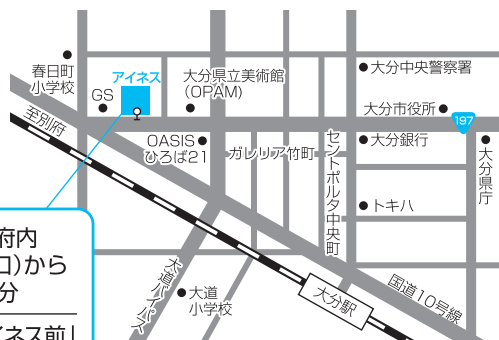 春日町
小学校
アイネス
GS
大分県立美術館
(OPAM)
大分中央警察署
大分市役所
197
至別府
OASIS
ひろば21
ガレリア竹町
セントポルタ中央町
大分銀行
大分県庁
トキハ
府内
口)から
分
イネス前」
大道バイパス
大道
小学校
大分駅
国道10号線